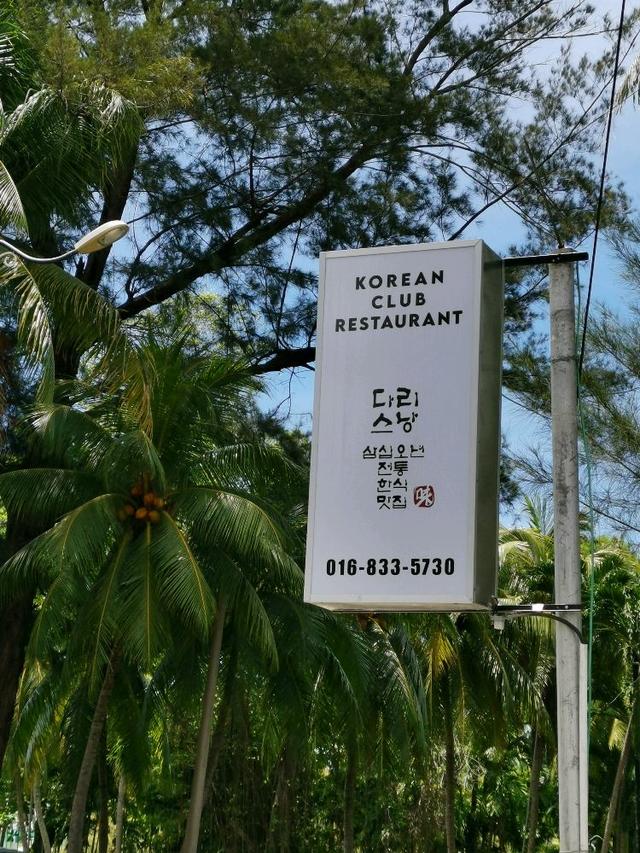 KOREAN
CLUB
RESTAURANT
다리
스냥
삼십오년
전통
한식
맛집 味
016-833-5730